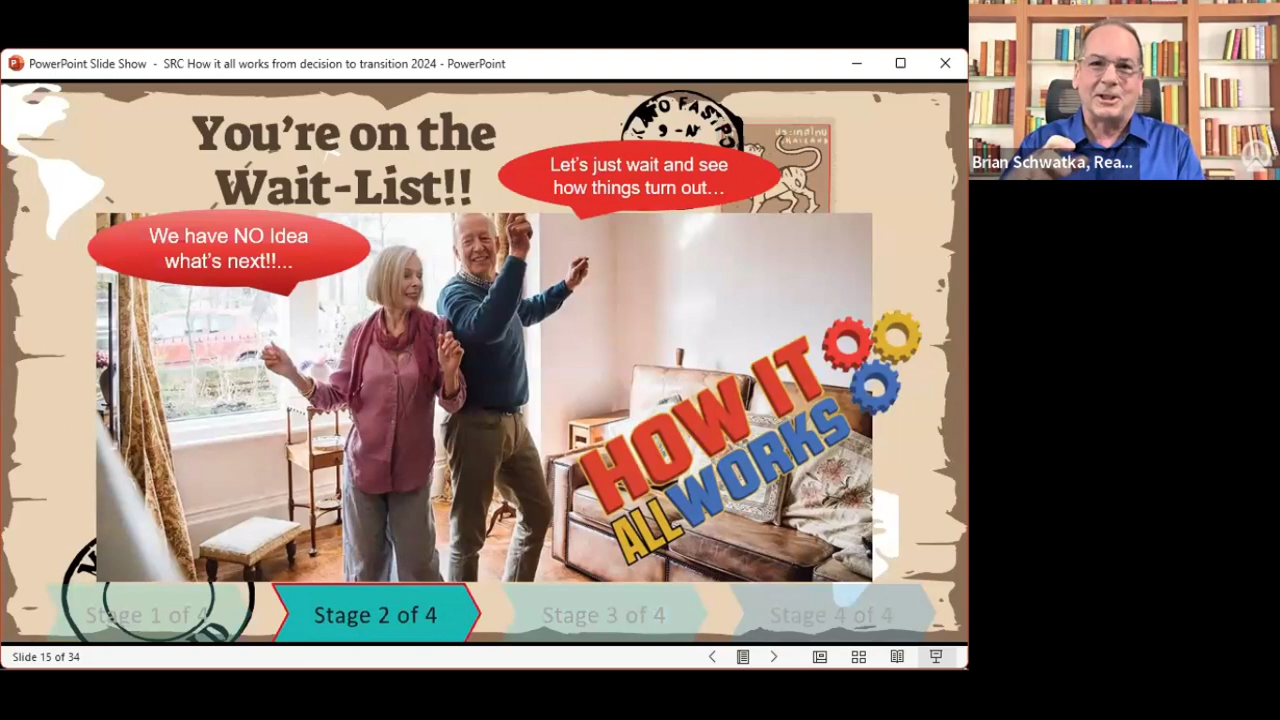 PowerPoint Slide Show - SRC How it all works from decision to transition 2024 - PowerPoint
You're on the
Wait-List!!
Let's just wait and see
how things turn out...
We have NO Idea
what's next!!...
HOW IT
ALL WORKS
Stage 1 of 4
Stage 2 of 4
Stage 3 of 4
Stage 4 of 4
Slide 15 of 34
Brian Schwatka, Rea...